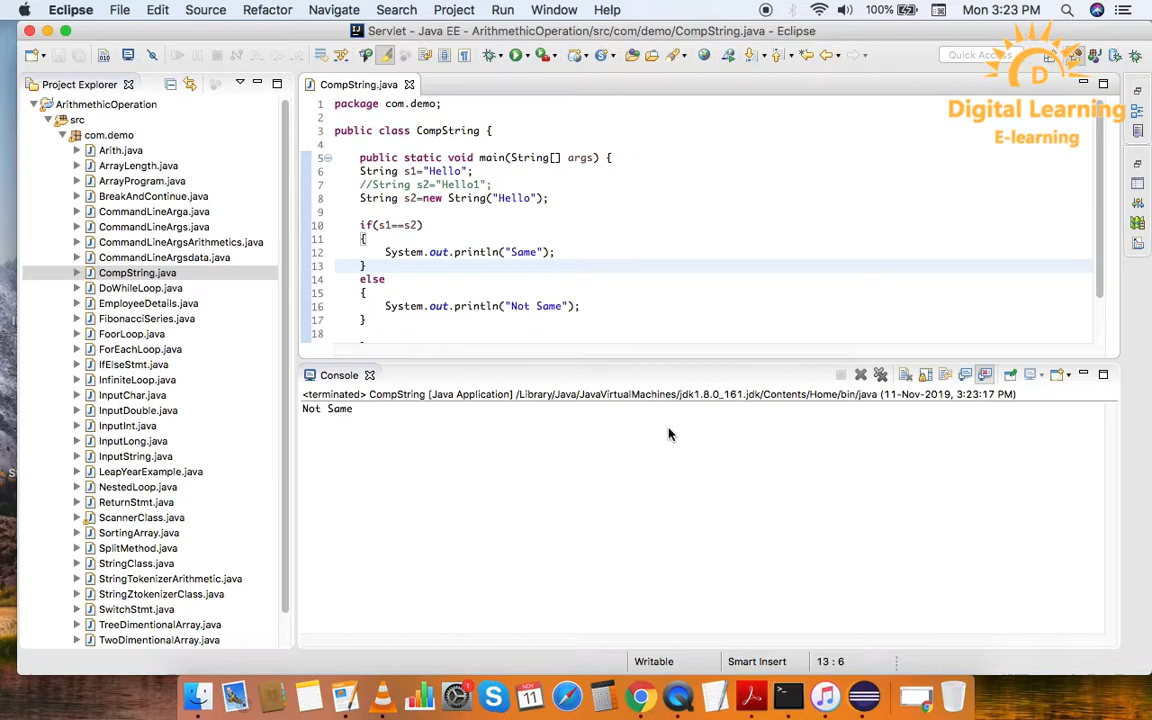 Eclipse File Edit Source Refactor Navigate Search Project Run Window Help 100% Mon 3:23 PM
Servlet - Java EE - ArithmethicOperation/src/com/demo/CompString.java - Eclipse
Quick Access
D
Digital Learning
E-learning
Project Explorer
ArithmethicOperation
src
com.demo
Arith.java
ArrayLength.java
ArrayProgram.java
BreakAndContinue.java
CommandLineArga.java
CommandLineArgs.java
CommandLineArgsArithmetics.java
CommandLineArgsdata.java
CompString.java
DoWhileLoop.java
EmployeeDetails.java
FibonacciSeries.java
FoorLoop.java
ForEachLoop.java
IfElseStmt.java
InfiniteLoop.java
InputChar.java
InputDouble.java
InputInt.java
InputLong.java
InputString.java
LeapYearExample.java
NestedLoop.java
ReturnStmt.java
ScannerClass.java
SortingArray.java
SplitMethod.java
StringClass.java
StringTokenizerArithmetic.java
StringZtokenizerClass.java
SwitchStmt.java
TreeDimentionalArray.java
TwoDimentionalArray.java
CompString.java
1 package com.demo;
2
3 public class CompString {
4
5 public static void main(String[] args) {
6 String s1="Hello";
7 //String s2="Hello1";
8 String s2=new String("Hello");
9
10 if(s1==s2)
11 {
12 System.out.println("Same");
13 }
14 else
15 {
16 System.out.println("Not Same");
17 }
18
Console
<terminated> CompString [Java Application] /Library/Java/JavaVirtualMachines/jdk1.8.0_161.jdk/Contents/Home/bin/java (11-Nov-2019, 3:23:17 PM)
Not Same
Writable Smart Insert 13 : 6
NOV
11